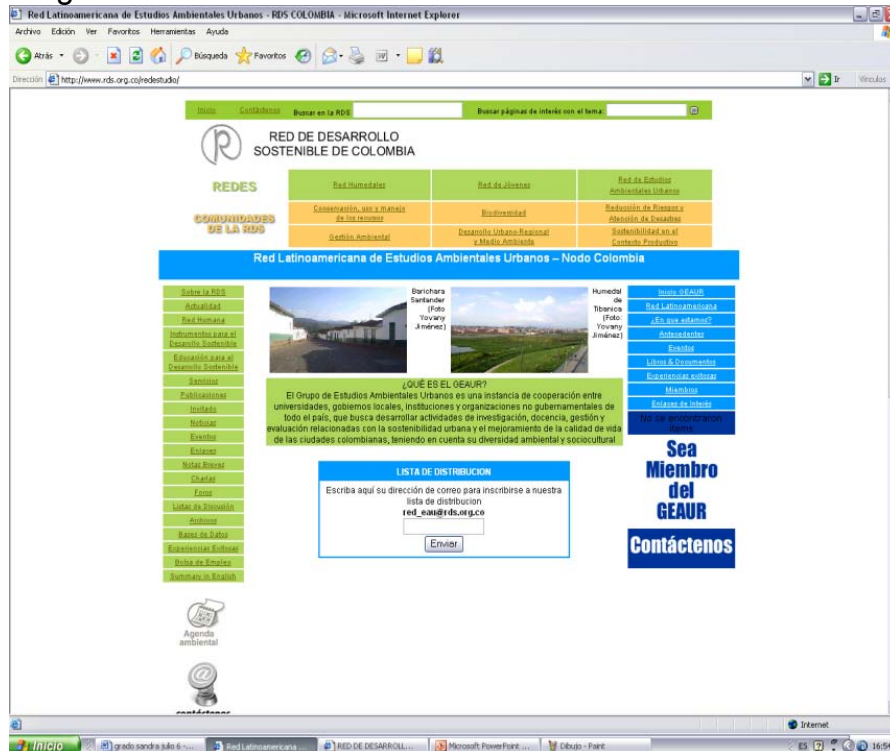 Red Latinoamericana de Estudios Ambientales Urbanos - RDS COLOMBIA - Microsoft Internet Explorer
Archivo Edición Ver Favoritos Herramientas Ayuda
Atrás Búsqueda Favoritos
Dirección http://www.rds.org.co/redestudio/ Ir Vínculos
Inicio Contáctenos Buscar en la RDS Buscar páginas de interés con el tema:
RED DE DESARROLLO
SOSTENIBLE DE COLOMBIA
REDES
Red Humedales
Red de Jóvenes
Red de Estudios
Ambientales Urbanos
COMUNIDADES
DE LA RDS
Conservación, uso y manejo
de los recursos
Biodiversidad
Reducción de Riesgos y
Atención de Desastres
Gestión Ambiental
Desarrollo Urbano-Regional
y Medio Ambiente
Sostenibilidad en el
Contexto Productivo
Red Latinoamericana de Estudios Ambientales Urbanos – Nodo Colombia
Sobre la RDS
Actualidad
Red Humana
Instrumentos para el
Desarrollo Sostenible
Educación para el
Desarrollo Sostenible
Servicios
Publicaciones
Invitado
Noticias
Eventos
Enlaces
Notas Breves
Charlas
Foros
Listas de Discusión
Archivos
Bases de Datos
Experiencias Exitosas
Bolsa de Empleo
Summary in English
Agenda
ambiental
contáctenos
Barichara
Santander
(Foto
Yovany
Jiménez)
Humedal
de
Tibanica
(Foto:
Yovany
Jiménez)
¿QUÉ ES EL GEAUR?
El Grupo de Estudios Ambientales Urbanos es una instancia de cooperación entre
universidades, gobiernos locales, instituciones y organizaciones no gubernamentales de
todo el país, que busca desarrollar actividades de investigación, docencia, gestión y
evaluación relacionadas con la sostenibilidad urbana y el mejoramiento de la calidad de vida
de las ciudades colombianas, teniendo en cuenta su diversidad ambiental y sociocultural
LISTA DE DISTRIBUCION
Escriba aquí su dirección de correo para inscribirse a nuestra
lista de distribucion
red_eau@rds.org.co
Enviar
Inicio GEAUR
Red Latinoamericana
¿En que estamos?
Antecedentes
Eventos
Libros & Documentos
Experiencias exitosas
Miembros
Enlaces de Interés
No se encontraron
items
Sea
Miembro
del
GEAUR
Contáctenos
Internet
Inicio grado sandra julio 6 -... Red Latinoamericana ... RED DE DESARROLL... Microsoft PowerPoint ... Dibujo - Paint ES